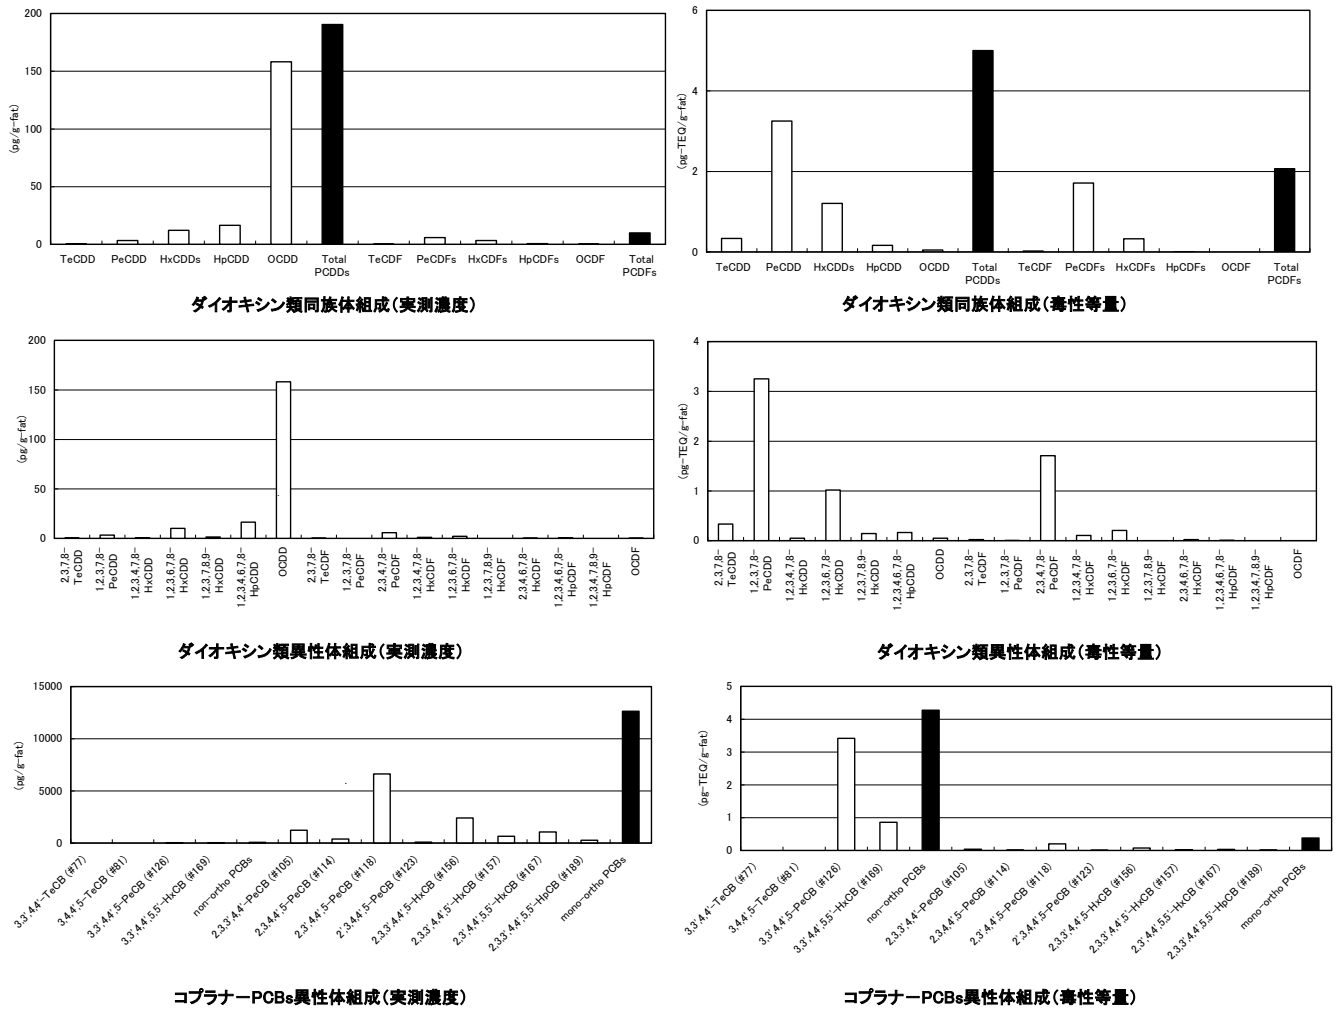 200
150
100
50
0
(pg/g-fat)
TeCDD PeCDD HxCDDs HpCDD OCDD Total PCDDs TeCDF PeCDFs HxCDFs HpCDFs OCDF Total PCDFs
ダイオキシン類同族体組成(実測濃度)
6
4
2
0
(pg-TEQ/g-fat)
TeCDD PeCDD HxCDDs HpCDD OCDD Total PCDDs TeCDF PeCDFs HxCDFs HpCDFs OCDF Total PCDFs
ダイオキシン類同族体組成(毒性等量)
200
150
100
50
0
(pg/g-fat)
2,3,7,8-TeCDD
1,2,3,7,8-PeCDD
1,2,3,4,7,8-HxCDD
1,2,3,6,7,8-HxCDD
1,2,3,7,8,9-HxCDD
1,2,3,4,6,7,8-HpCDD
OCDD
2,3,7,8-TeCDF
1,2,3,7,8-PeCDF
2,3,4,7,8-PeCDF
1,2,3,4,7,8-HxCDF
1,2,3,6,7,8-HxCDF
1,2,3,7,8,9-HxCDF
2,3,4,6,7,8-HxCDF
1,2,3,4,6,7,8-HpCDF
1,2,3,4,7,8,9-HpCDF
OCDF
ダイオキシン類異性体組成(実測濃度)
4
3
2
1
0
(pg-TEQ/g-fat)
2,3,7,8-TeCDD
1,2,3,7,8-PeCDD
1,2,3,4,7,8-HxCDD
1,2,3,6,7,8-HxCDD
1,2,3,7,8,9-HxCDD
1,2,3,4,6,7,8-HpCDD
OCDD
2,3,7,8-TeCDF
1,2,3,7,8-PeCDF
2,3,4,7,8-PeCDF
1,2,3,4,7,8-HxCDF
1,2,3,6,7,8-HxCDF
1,2,3,7,8,9-HxCDF
2,3,4,6,7,8-HxCDF
1,2,3,4,6,7,8-HpCDF
1,2,3,4,7,8,9-HpCDF
OCDF
ダイオキシン類異性体組成(毒性等量)
15000
10000
5000
0
(pg/g-fat)
3,3',4,4'-TeCB (#77)
3,4,4',5-TeCB (#81)
3,3',4,4',5-PeCB (#126)
3,3',4,4',5,5'-HxCB (#169)
non-ortho PCBs
2,3,3',4,4'-PeCB (#105)
2,3,4,4',5-PeCB (#114)
2,3',4,4',5-PeCB (#118)
2',3,4,4',5-PeCB (#123)
2,3,3',4,4',5-HxCB (#156)
2,3,3',4,4',5'-HxCB (#157)
2,3',4,4',5,5'-HxCB (#167)
2,3,3',4,4',5,5'-HpCB (#189)
mono-ortho PCBs
コプラナーPCBs異性体組成(実測濃度)
5
4
3
2
1
0
(pg-TEQ/g-fat)
3,3',4,4'-TeCB (#77)
3,4,4',5-TeCB (#81)
3,3',4,4',5-PeCB (#126)
3,3',4,4',5,5'-HxCB (#169)
non-ortho PCBs
2,3,3',4,4'-PeCB (#105)
2,3,4,4',5-PeCB (#114)
2,3',4,4',5-PeCB (#118)
2',3,4,4',5-PeCB (#123)
2,3,3',4,4',5-HxCB (#156)
2,3,3',4,4',5'-HxCB (#157)
2,3',4,4',5,5'-HxCB (#167)
2,3,3',4,4',5,5'-HpCB (#189)
mono-ortho PCBs
コプラナーPCBs異性体組成(毒性等量)